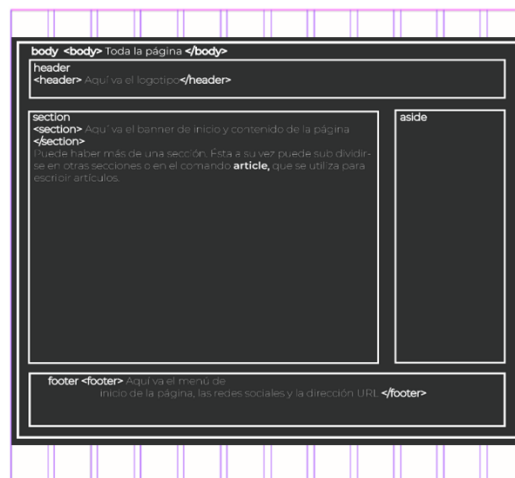 body <body> Toda la página </body>
header
<header> Aquí va el logotipo</header>
section
<section> Aquí va el banner de inicio y contenido de la página
</section>
Puede haber más de una sección. Ésta a su vez puede sub dividir-
se en otras secciones o en el comando article, que se utiliza para
escribir artículos.
aside
footer <footer> Aquí va el menú de
inicio de la página, las redes sociales y la dirección URL </footer>